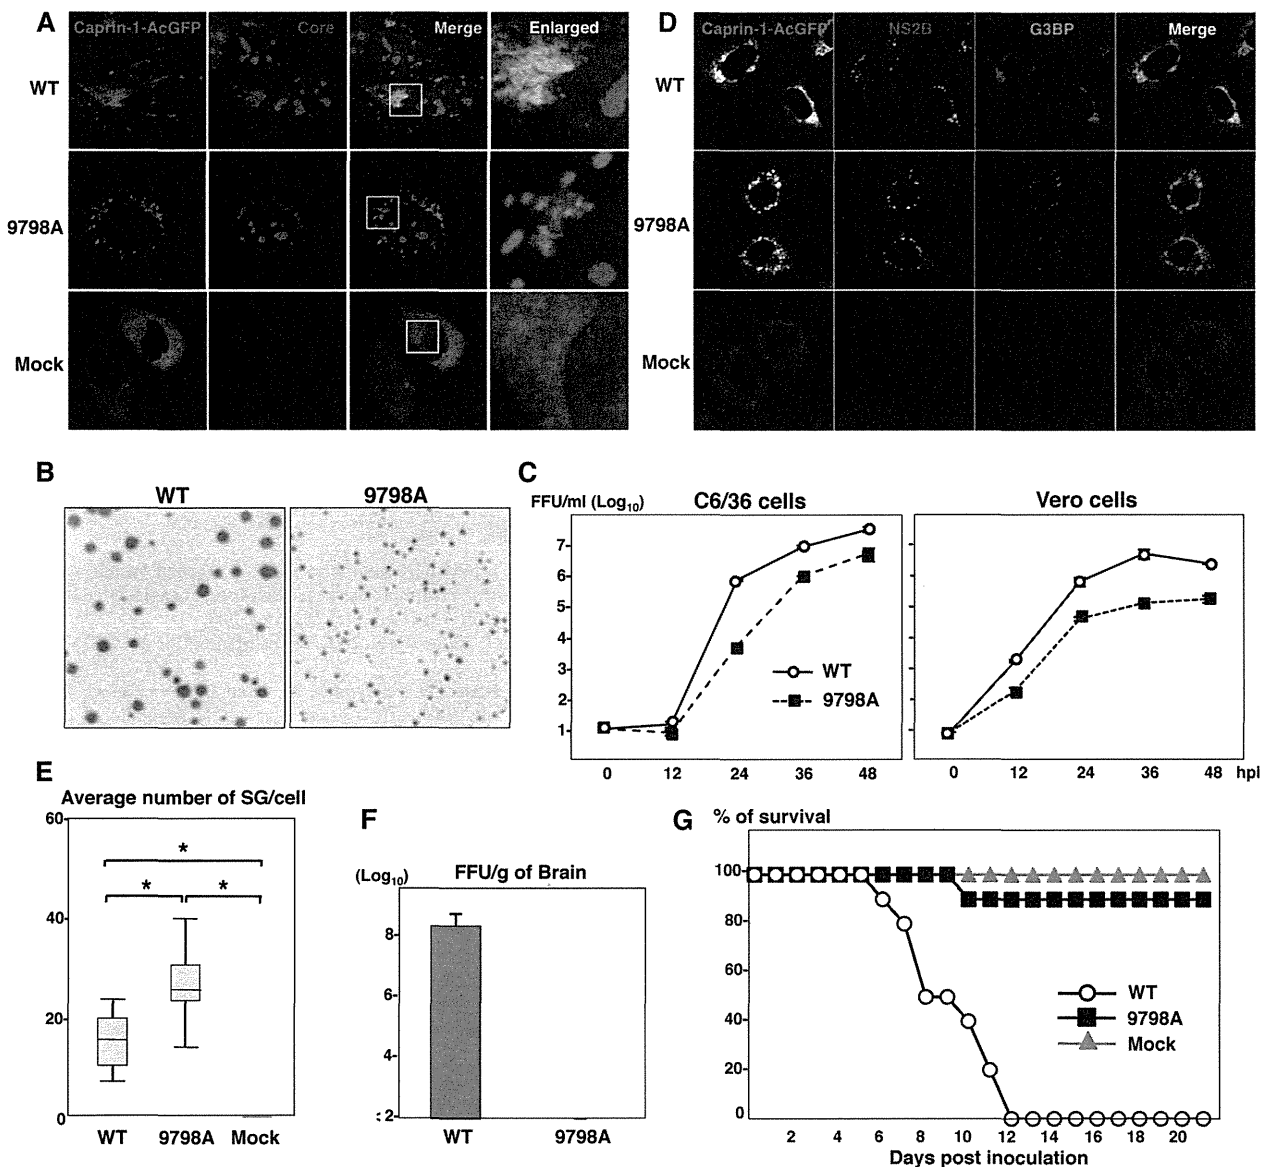 A
Caprin-1-AcGFP Core Merge Enlarged
WT
9798A
Mock
D
Caprin-1-AcGFP NS2B G3BP Merge
WT
9798A
Mock
B
WT 9798A
C
FFU/ml (Log10) C6/36 cells
7
6
5
4
3
2
1
WT
9798A
0 12 24 36 48
Vero cells
0 12 24 36 48 hpI
E
Average number of SG/cell
60
40
20
0
* * *
WT 9798A Mock
F
(Log10) FFU/g of Brain
8
6
4
2
WT 9798A
G
% of survival
100
80
60
40
20
0
WT
9798A
Mock
2 4 6 8 10 12 14 16 18 20
Days post inoculation